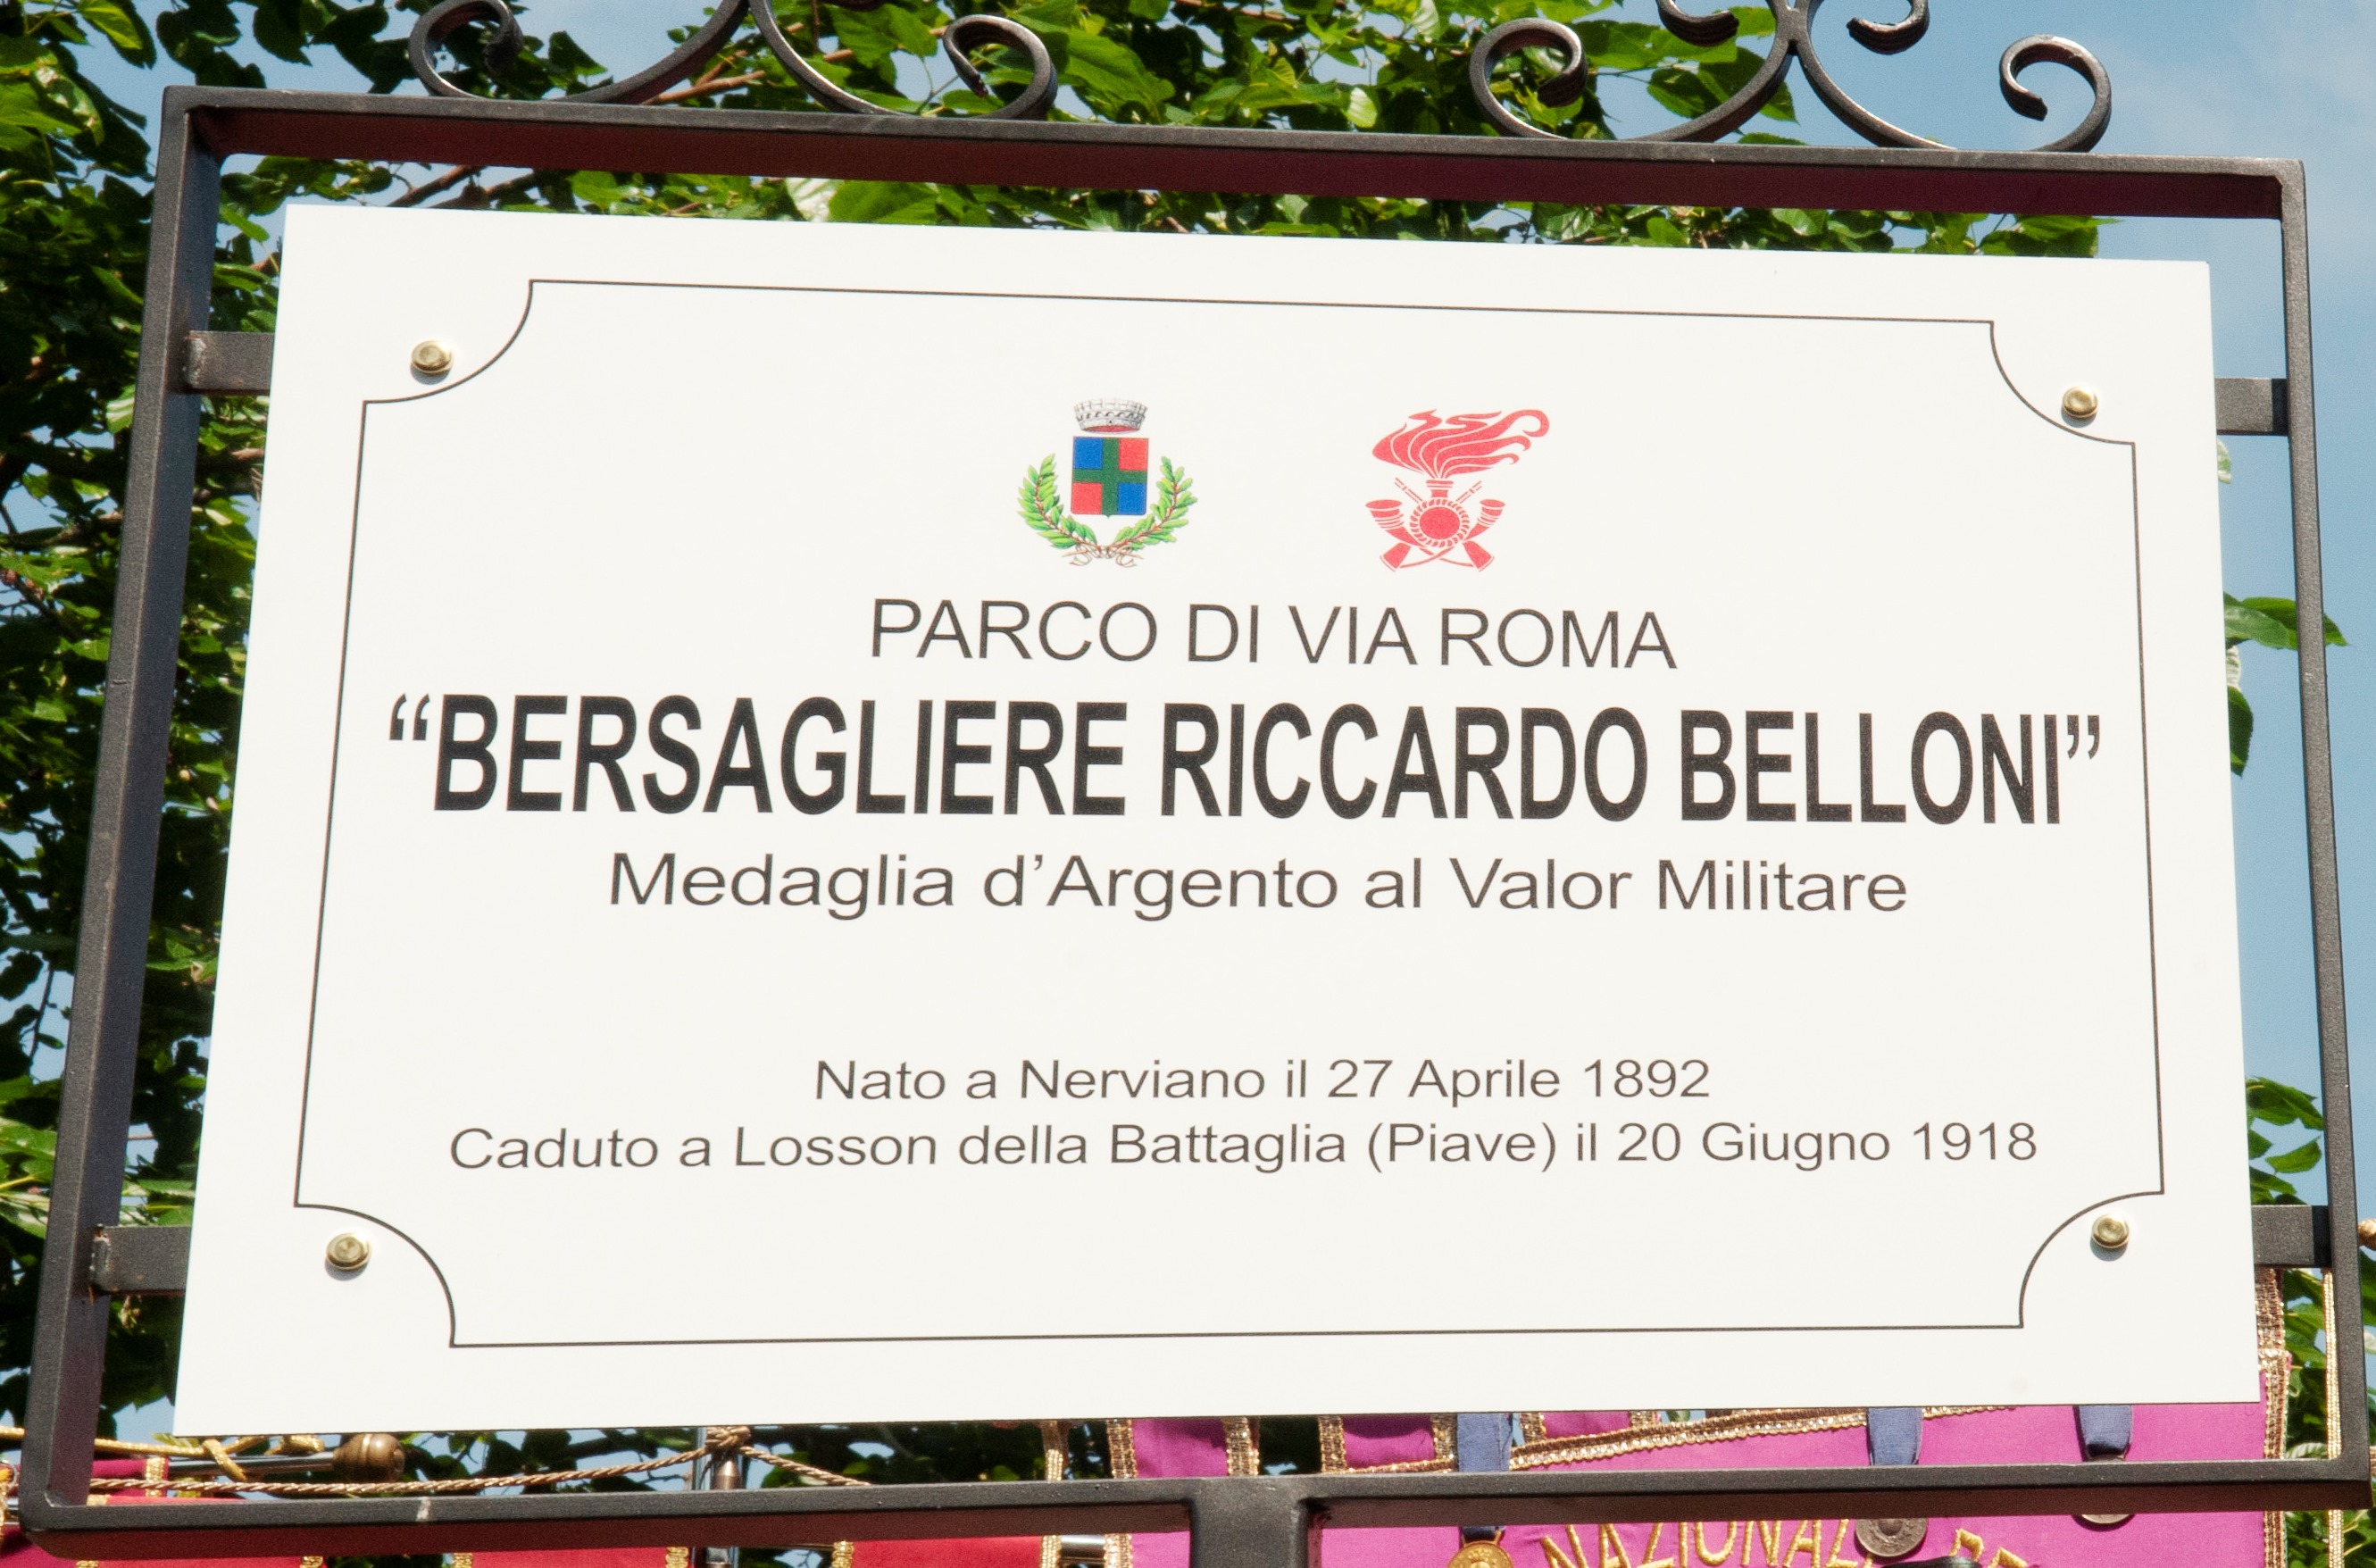 PARCO DI VIA ROMA
“BERSAGLIERE RICCARDO BELLONI”
Medaglia d’Argento al Valor Militare
Nato a Nerviano il 27 Aprile 1892
Caduto a Losson della Battaglia (Piave) il 20 Giugno 1918
NAZIONALE